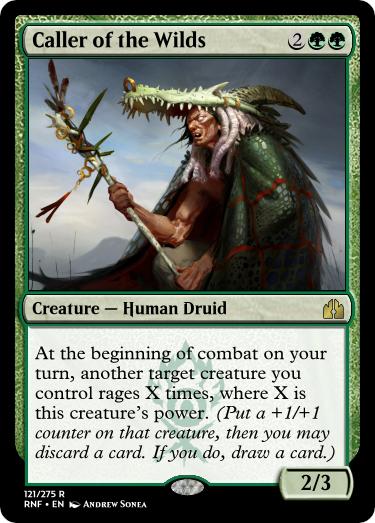 Caller of the Wilds 2
Creature — Human Druid
At the beginning of combat on your
turn, another target creature you
control rages X times, where X is
this creature's power. (Put a +1/+1
counter on that creature, then you may
discard a card. If you do, draw a card.)
2/3
121/275 R
RNF • EN Andrew Sonea